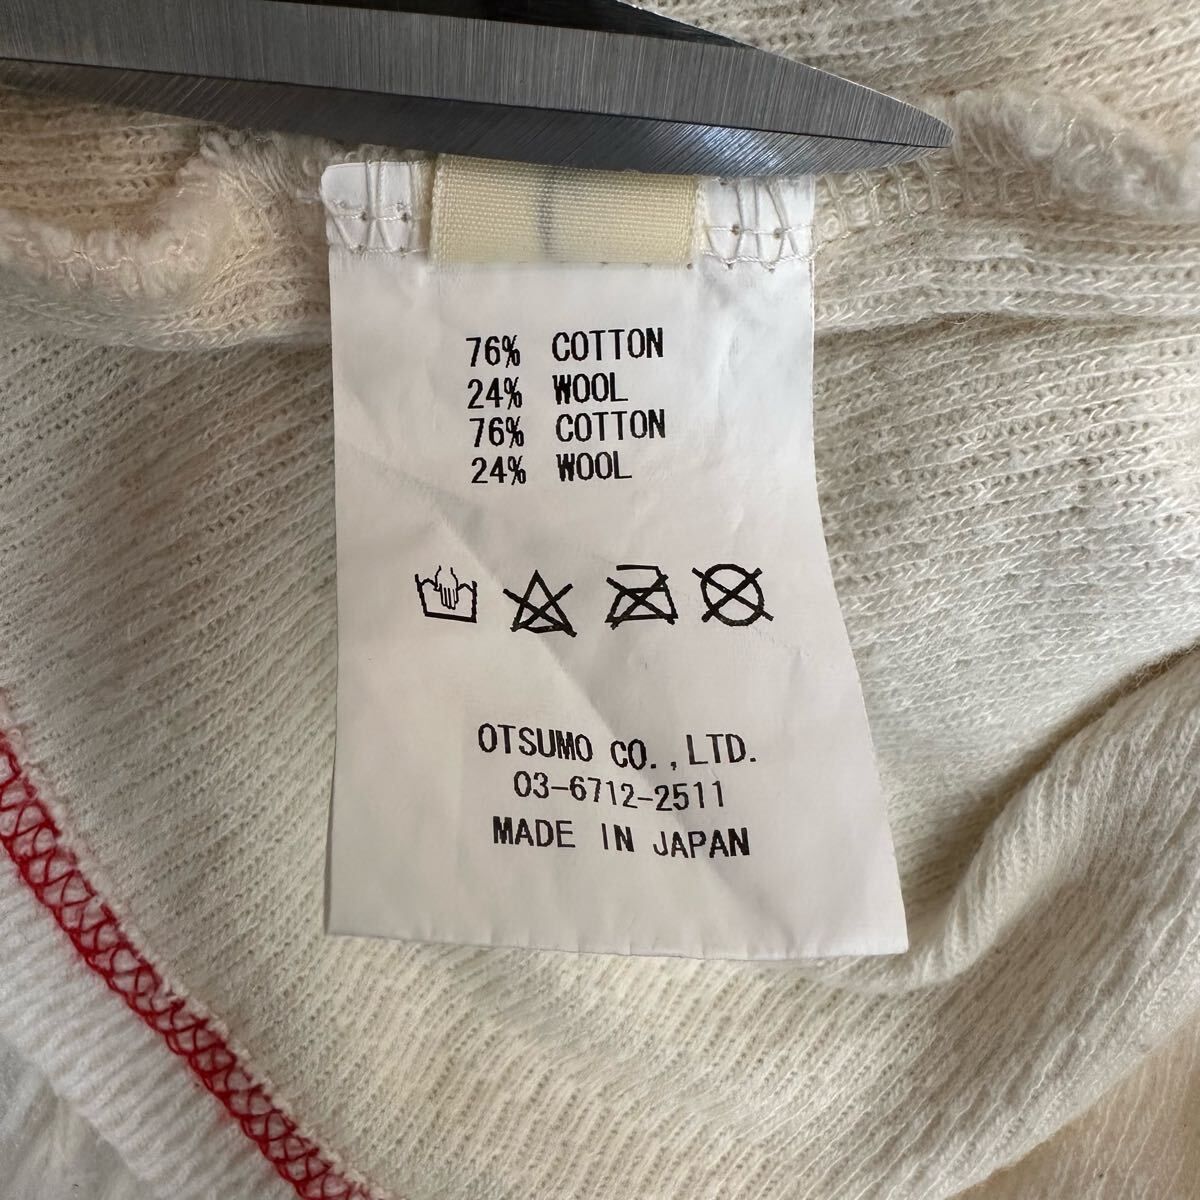 76% COTTON
24% WOOL
76% COTTON
24% WOOL
OTSUMO CO.,LTD.
03-6712-2511
MADE IN JAPAN